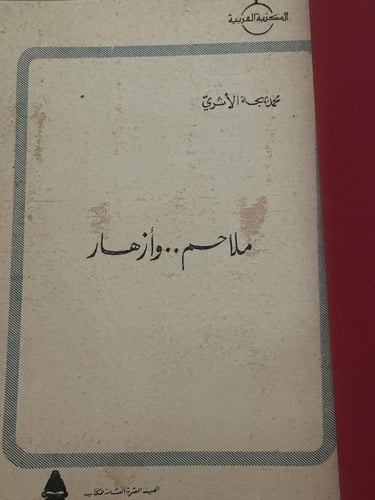 المكتبة العربية
محمد بهجة الأثري
ملاحم..وأزهار
الهيئة المصرية العامة للكتاب